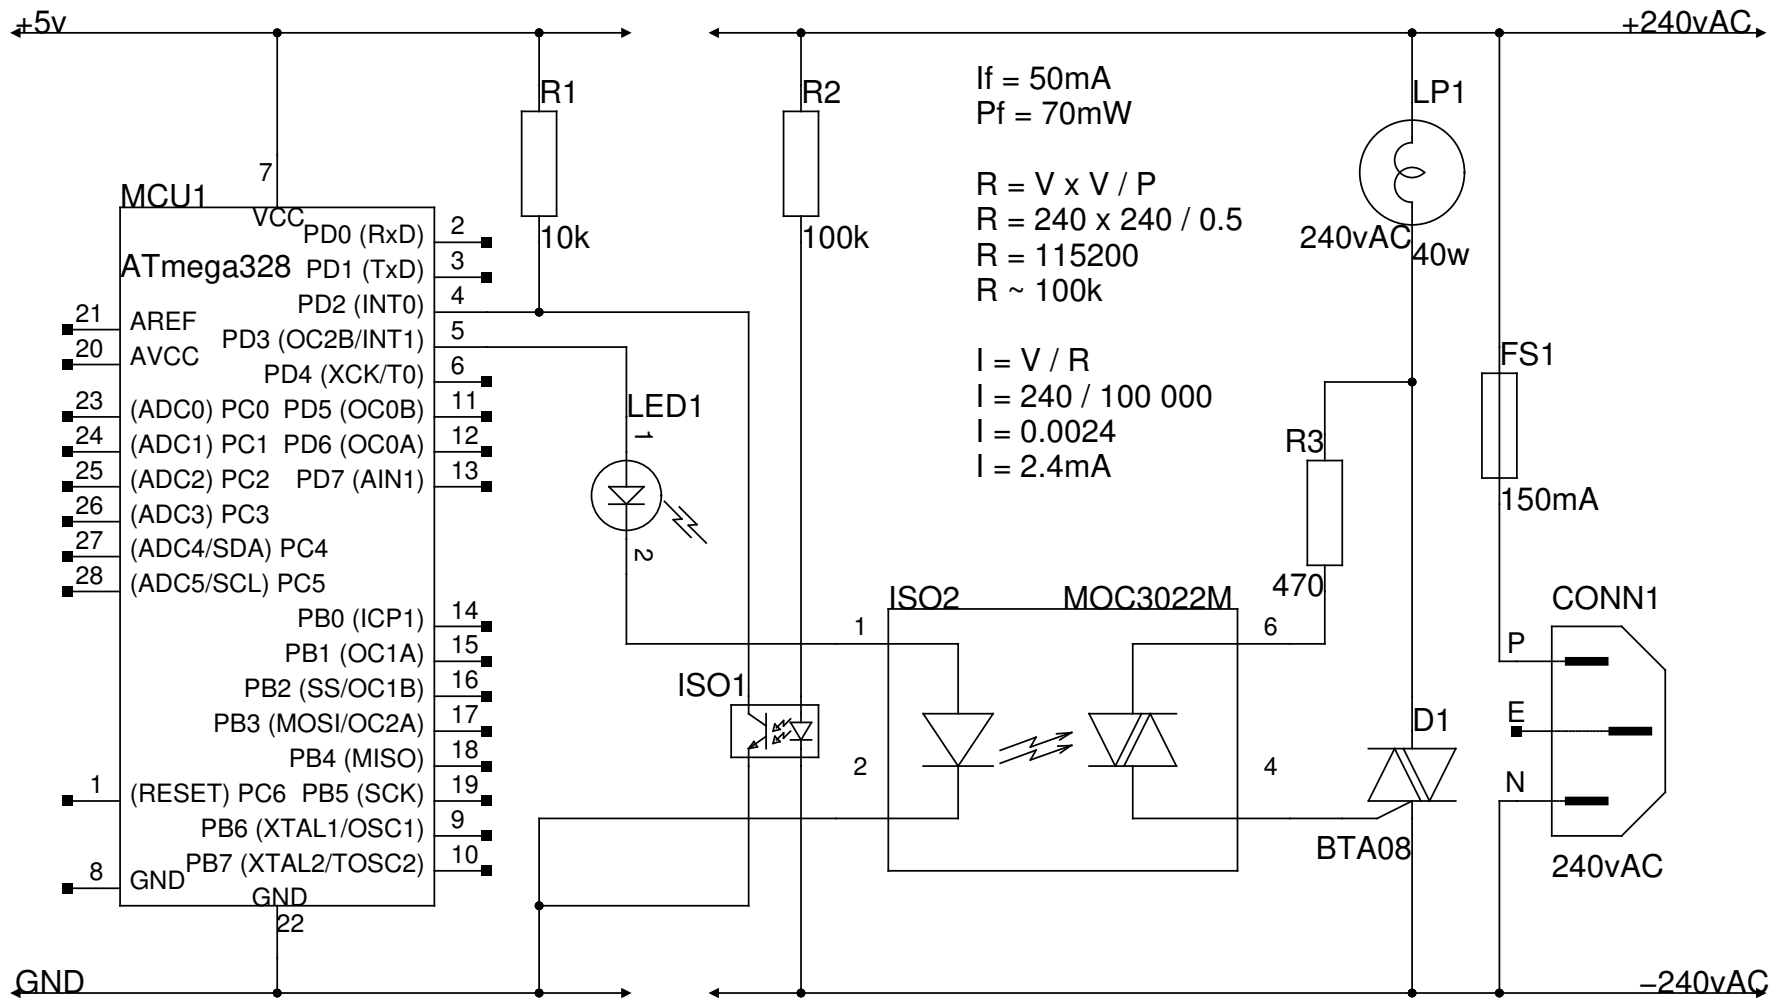 +5v
+240vAC
R1
10k
R2
100k
If = 50mA
Pf = 70mW
R = V x V / P
R = 240 x 240 / 0.5
R = 115200
R ~ 100k
I = V / R
I = 240 / 100 000
I = 0.0024
I = 2.4mA
LP1
240vAC
40w
MCU1
ATmega328
7
VCC
PD0 (RxD) 2
PD1 (TxD) 3
PD2 (INT0) 4
PD3 (OC2B/INT1) 5
PD4 (XCK/T0) 6
21 AREF
20 AVCC
23 (ADC0) PC0 PD5 (OC0B) 11
24 (ADC1) PC1 PD6 (OC0A) 12
25 (ADC2) PC2 PD7 (AIN1) 13
26 (ADC3) PC3
27 (ADC4/SDA) PC4
28 (ADC5/SCL) PC5
PB0 (ICP1) 14
PB1 (OC1A) 15
PB2 (SS/OC1B) 16
PB3 (MOSI/OC2A) 17
PB4 (MISO) 18
1 (RESET) PC6 PB5 (SCK) 19
PB6 (XTAL1/OSC1) 9
PB7 (XTAL2/TOSC2) 10
8 GND
GND
22
LED1
1
2
ISO1
ISO2 MOC3022M
1
2
6
4
R3
470
D1
BTA08
FS1
150mA
CONN1
P
E
N
240vAC
GND
−240vAC